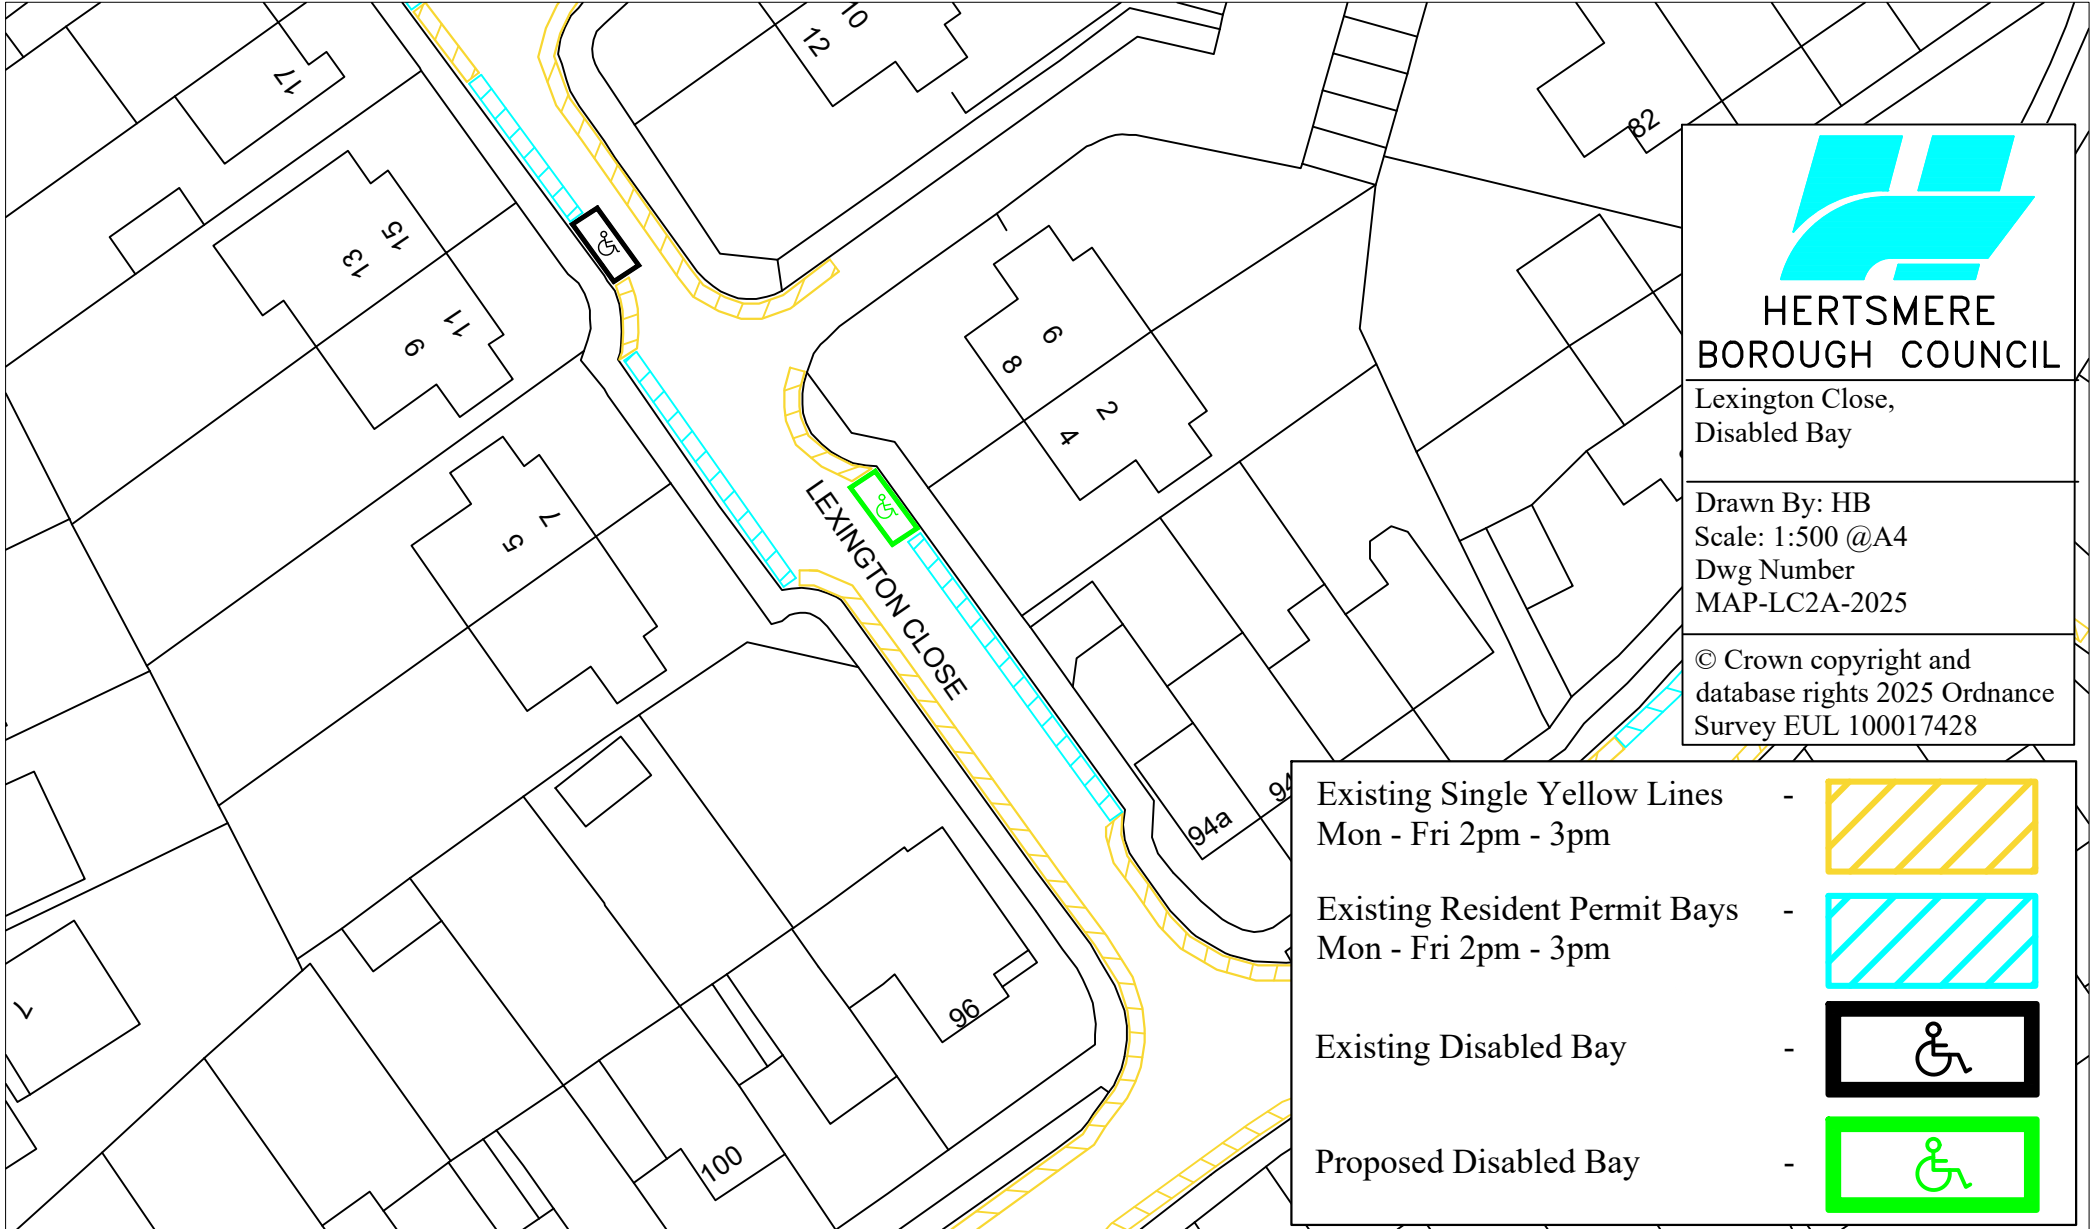 10
12
17
82
15
13
11
9
6
8
2
4
7
5
LEXINGTON CLOSE
94a
94
96
100
HERTSMERE
BOROUGH COUNCIL
Lexington Close,
Disabled Bay
Drawn By: HB
Scale: 1:500 @A4
Dwg Number
MAP-LC2A-2025
© Crown copyright and
database rights 2025 Ordnance
Survey EUL 100017428
Existing Single Yellow Lines -
Mon - Fri 2pm - 3pm
Existing Resident Permit Bays -
Mon - Fri 2pm - 3pm
Existing Disabled Bay -
Proposed Disabled Bay -